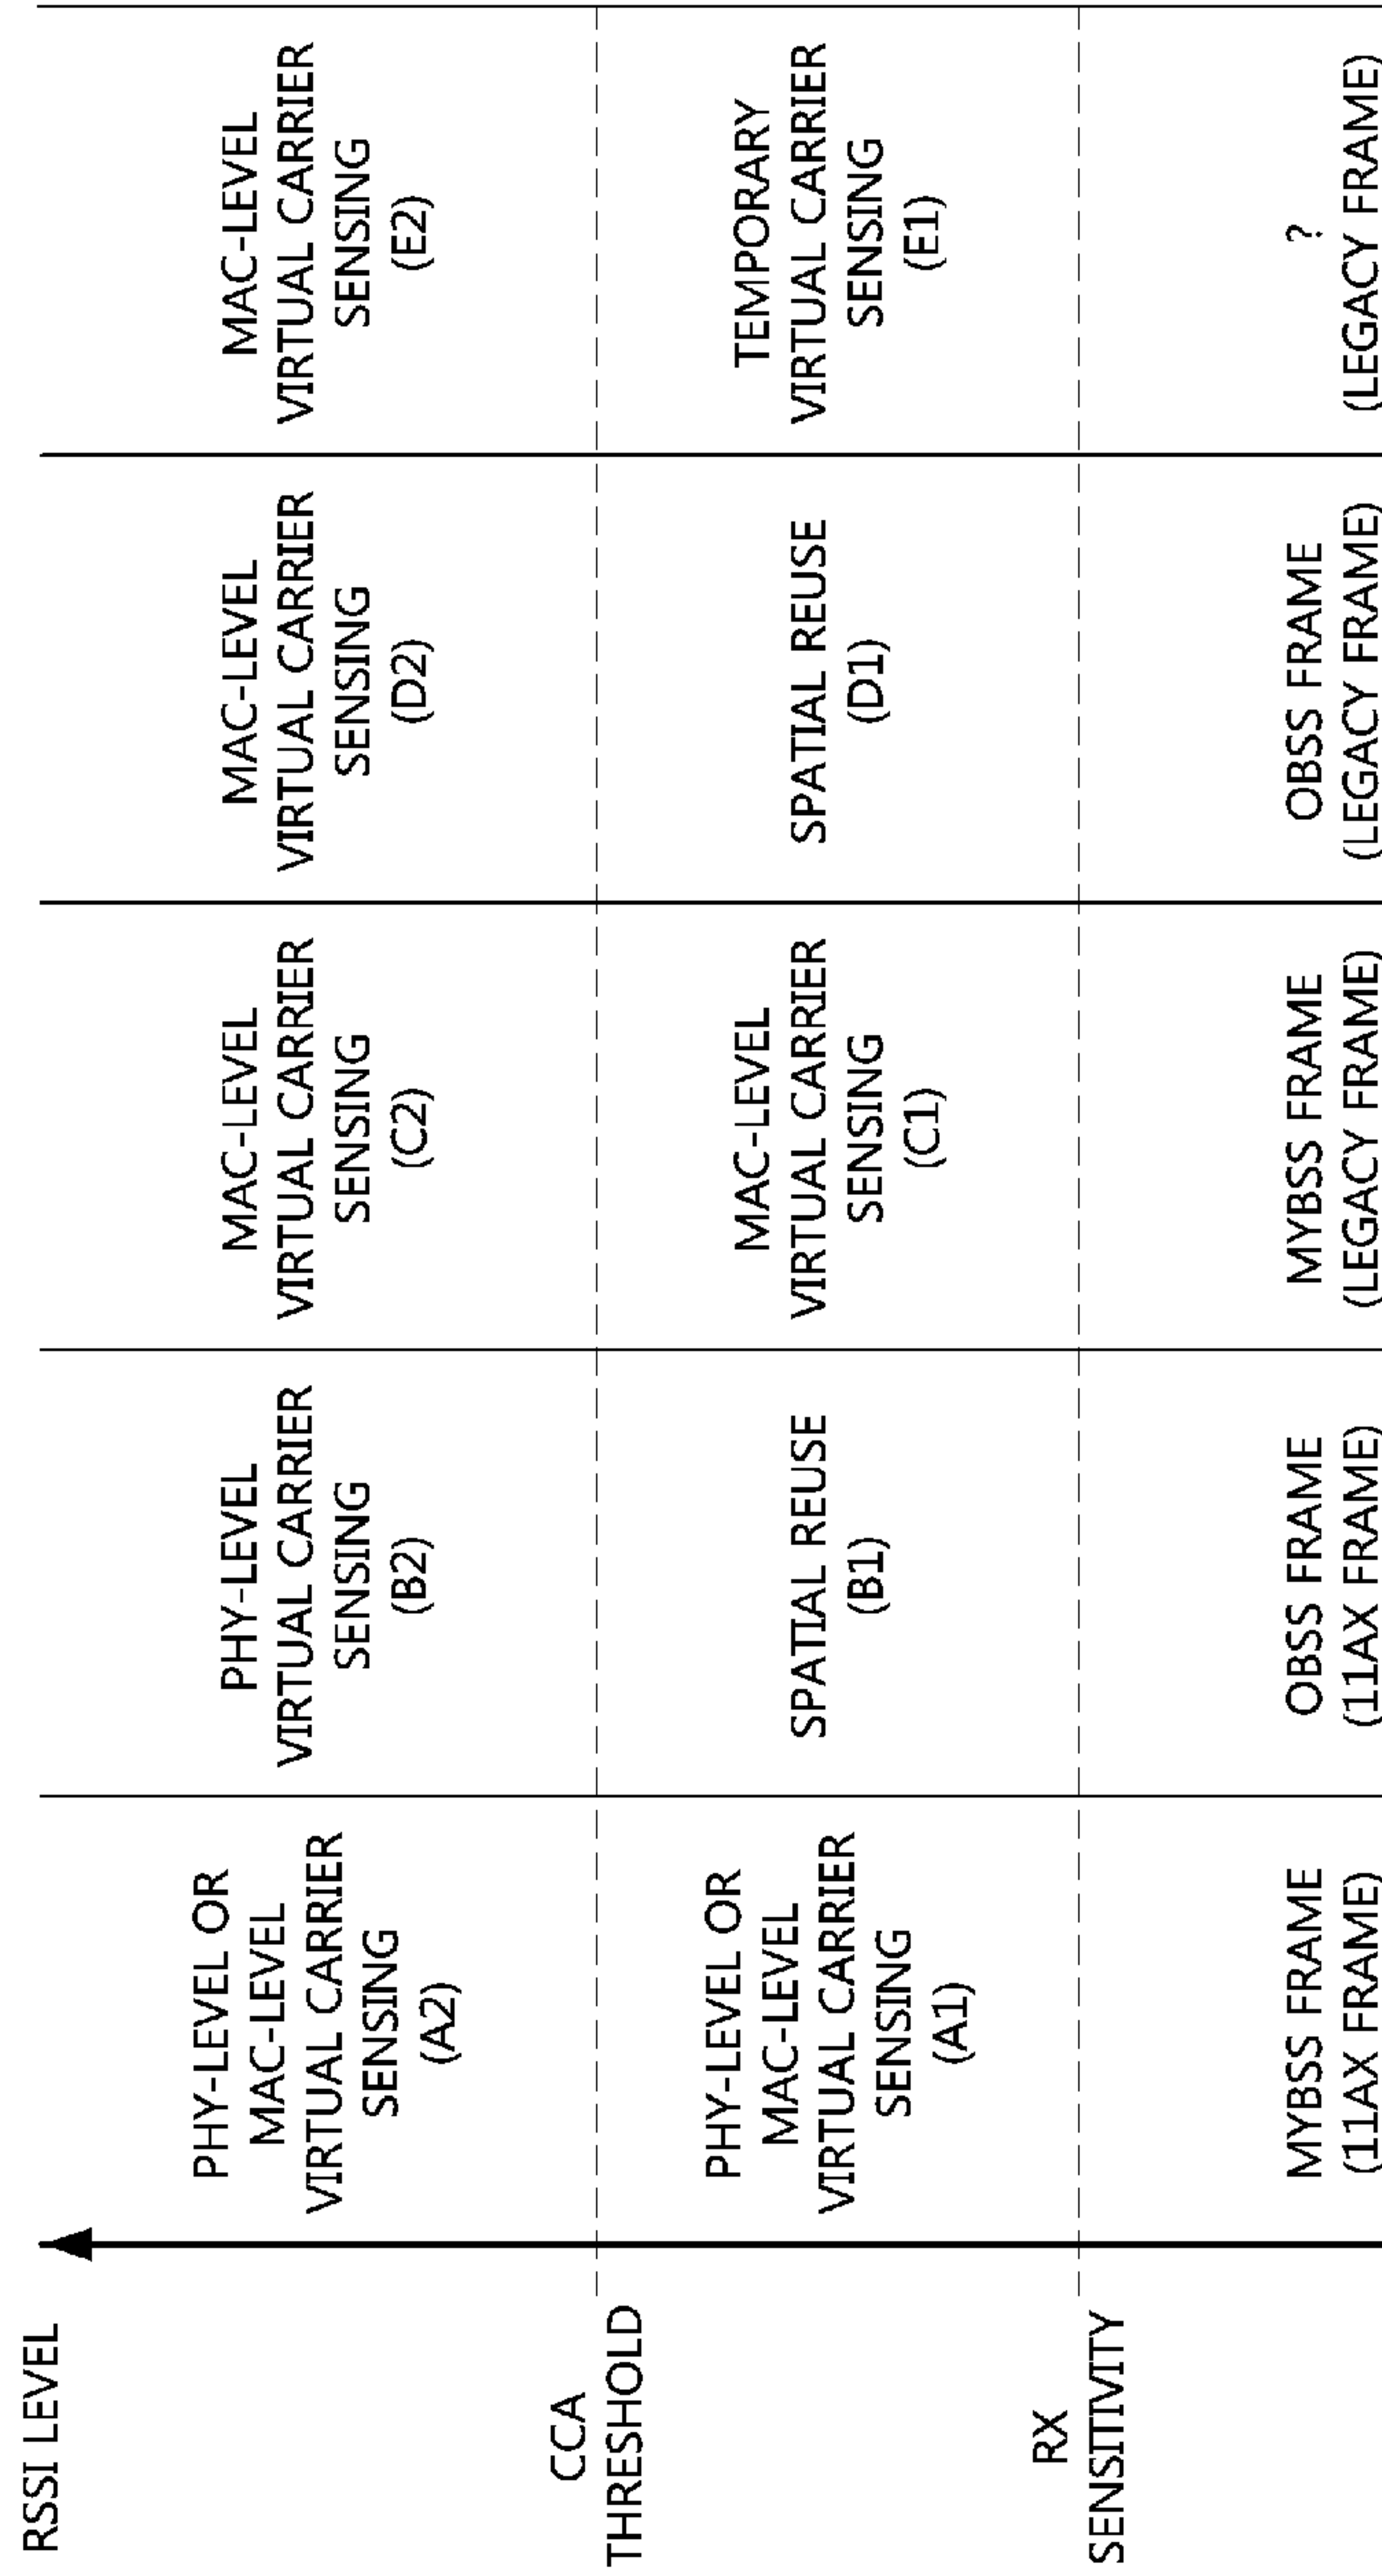 RSSI LEVEL
PHY-LEVEL OR
MAC-LEVEL
VIRTUAL CARRIER
SENSING
(A2)
PHY-LEVEL
VIRTUAL CARRIER
SENSING
(B2)
MAC-LEVEL
VIRTUAL CARRIER
SENSING
(C2)
MAC-LEVEL
VIRTUAL CARRIER
SENSING
(D2)
MAC-LEVEL
VIRTUAL CARRIER
SENSING
(E2)
CCA
THRESHOLD
PHY-LEVEL OR
MAC-LEVEL
VIRTUAL CARRIER
SENSING
(A1)
SPATIAL REUSE
(B1)
MAC-LEVEL
VIRTUAL CARRIER
SENSING
(C1)
SPATIAL REUSE
(D1)
TEMPORARY
VIRTUAL CARRIER
SENSING
(E1)
RX
SENSITIVITY
MYBSS FRAME
(11AX FRAME)
OBSS FRAME
(11AX FRAME)
MYBSS FRAME
(LEGACY FRAME)
OBSS FRAME
(LEGACY FRAME)
?
(LEGACY FRAME)